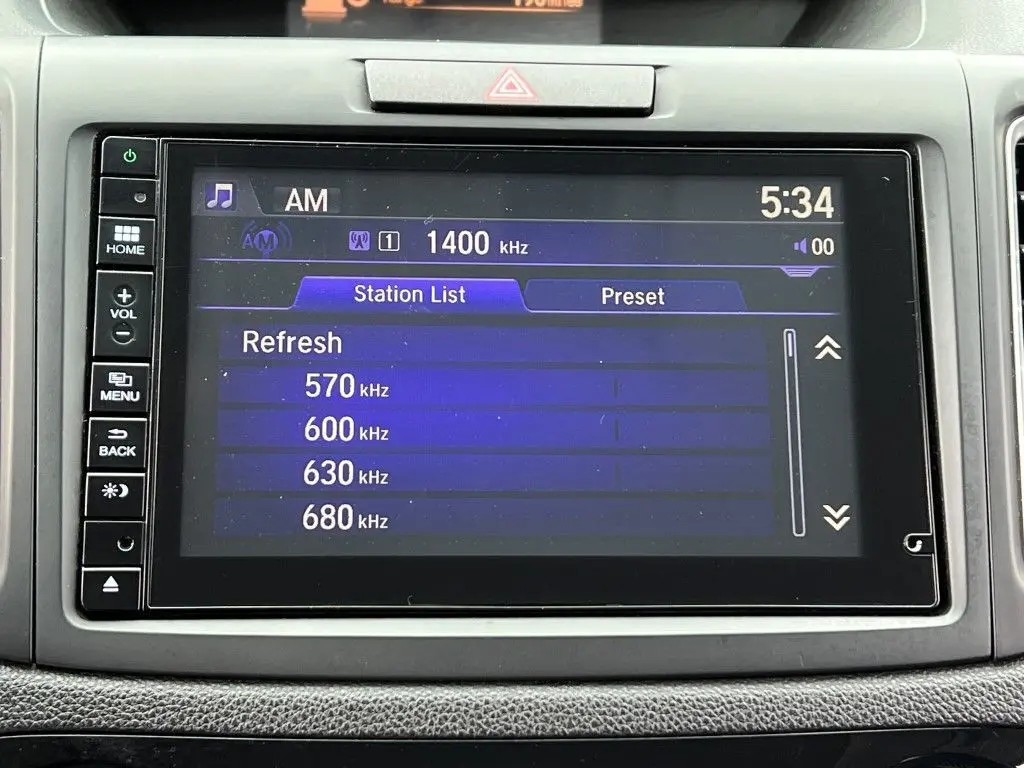 AM 5:34
HOME
AM 1 1400 kHz 00
VOL
Station List Preset
Refresh
570 kHz
MENU
600 kHz
BACK
630 kHz
680 kHz